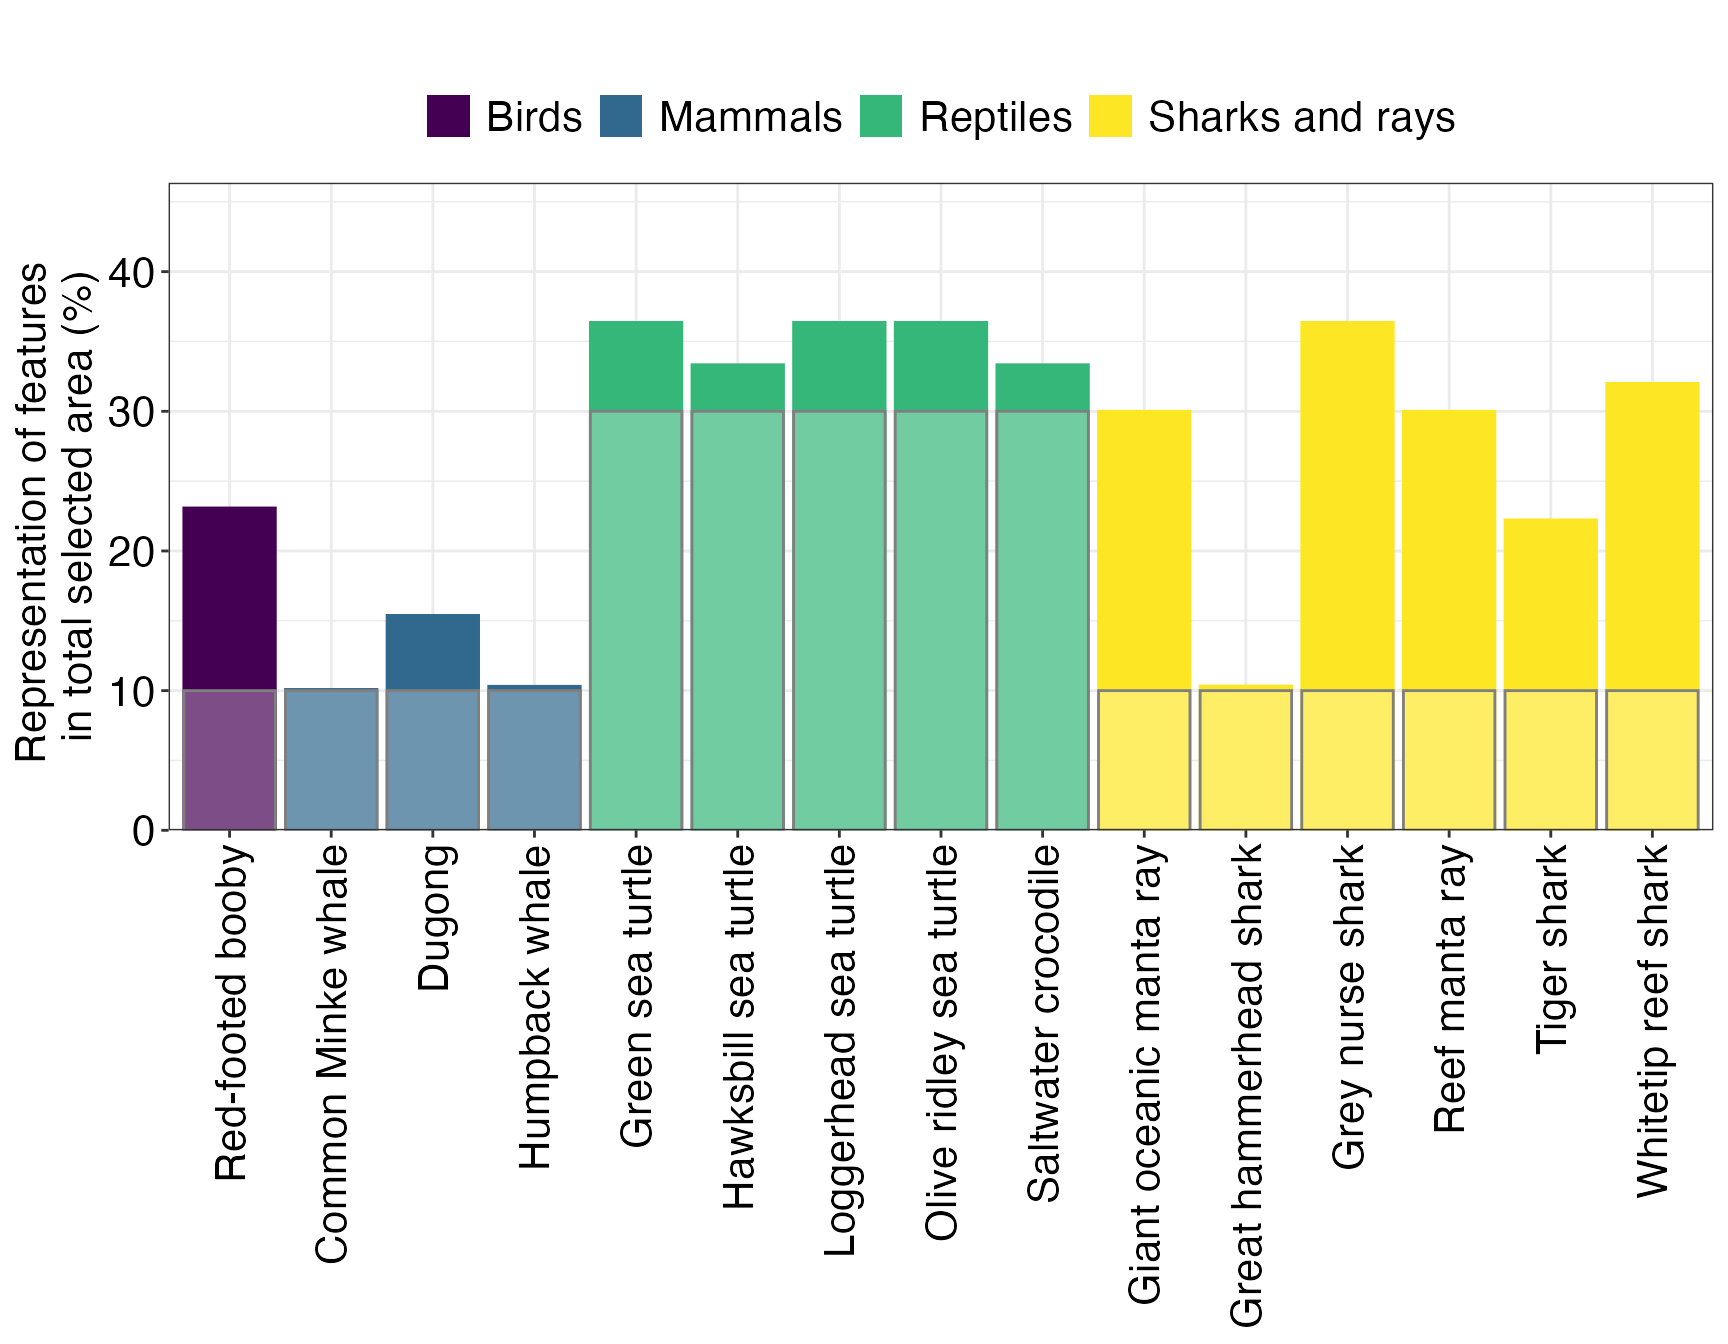 Birds Mammals Reptiles Sharks and rays
Representation of features
in total selected area (%)
40
30
20
10
0
Red-footed booby
Common Minke whale
Dugong
Humpback whale
Green sea turtle
Hawksbill sea turtle
Loggerhead sea turtle
Olive ridley sea turtle
Saltwater crocodile
Giant oceanic manta ray
Great hammerhead shark
Grey nurse shark
Reef manta ray
Tiger shark
Whitetip reef shark